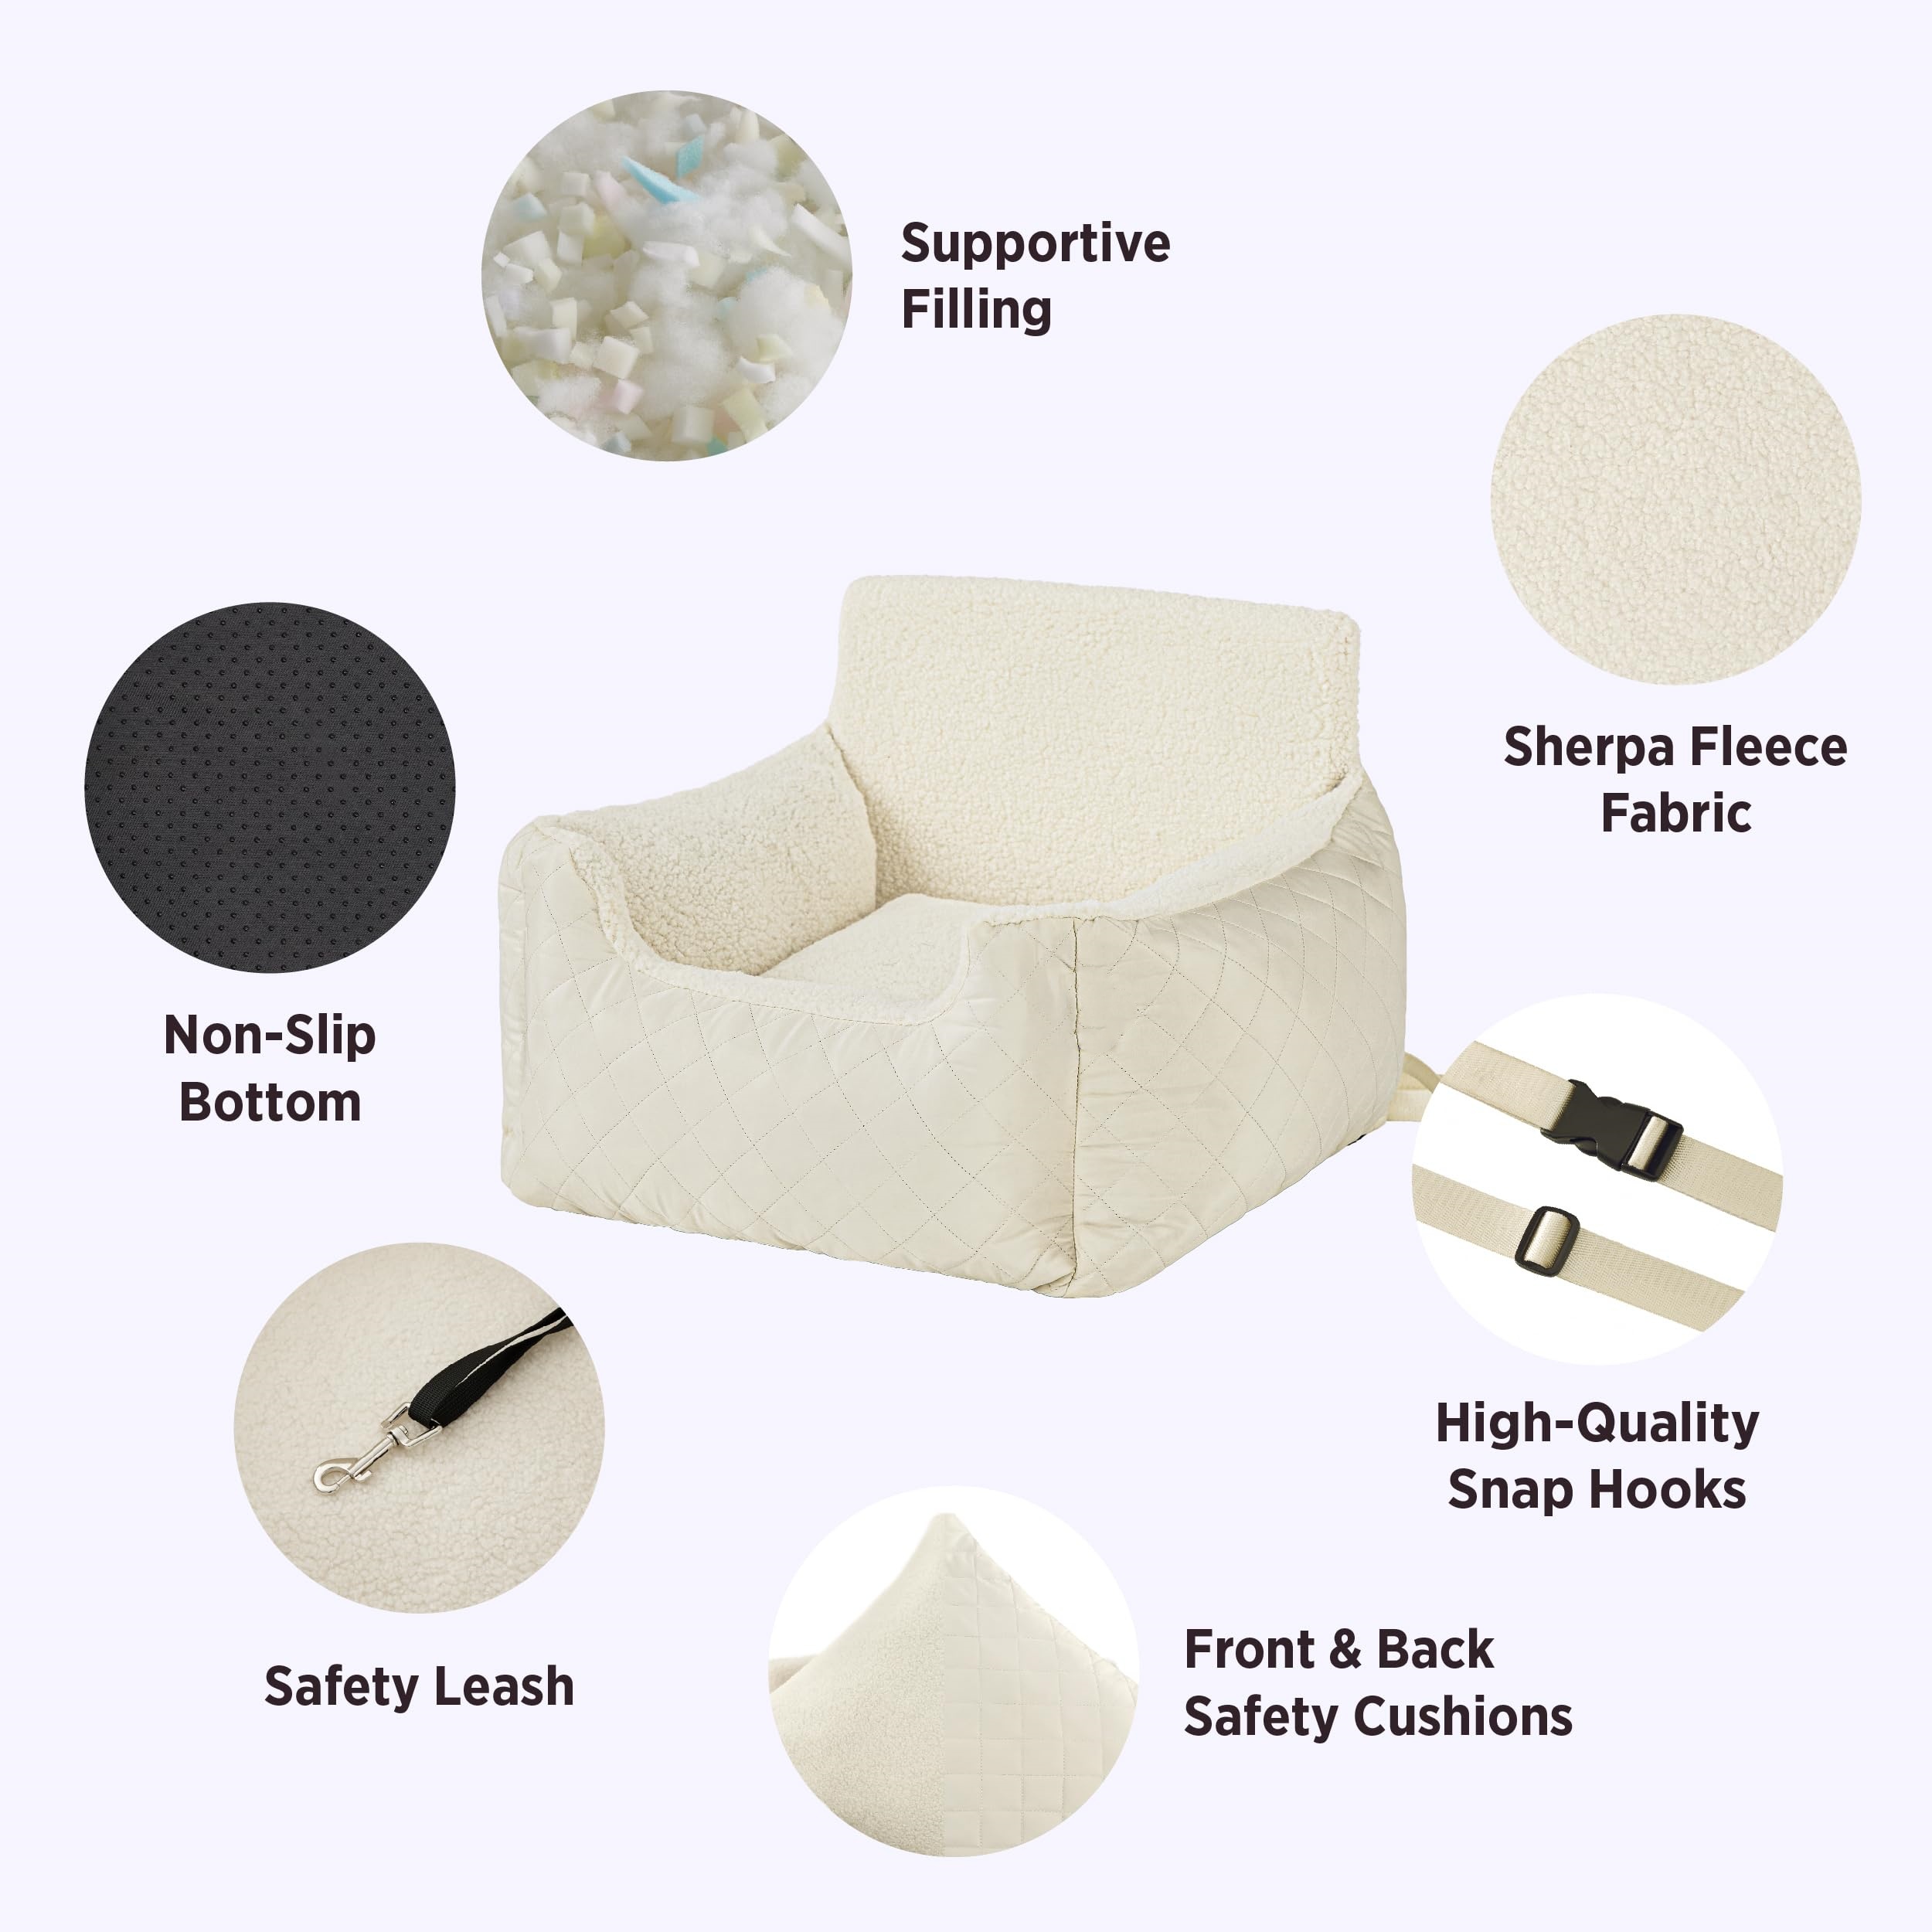 Supportive
Filling
Sherpa Fleece
Fabric
Non-Slip
Bottom
High-Quality
Snap Hooks
Safety Leash
Front & Back
Safety Cushions